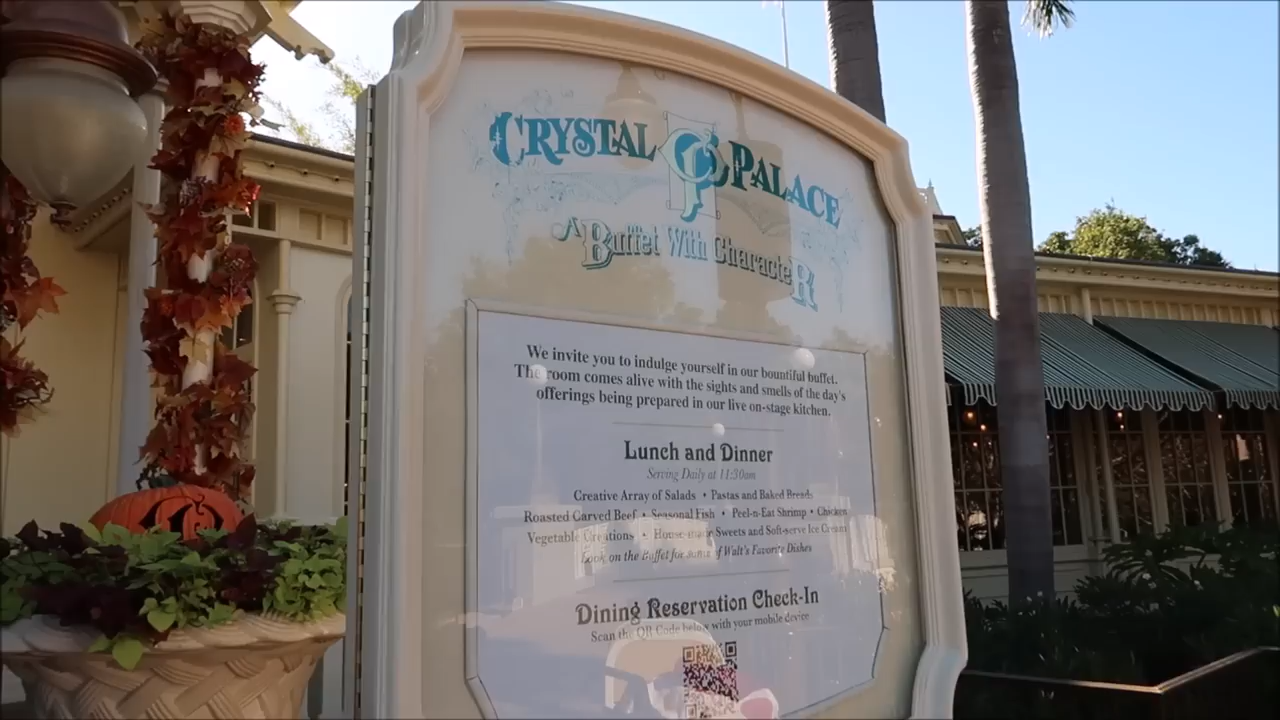 CRYSTAL PALACE
A Buffet With Character
We invite you to indulge yourself in our bountiful buffet.
The room comes alive with the sights and smells of the day's
offerings being prepared in our live on-stage kitchen.
Lunch and Dinner
Serving Daily at 11:30am
Creative Array of Salads • Pastas and Baked Breads
Roasted Carved Beef • Seasonal Fish • Peel-n-Eat Shrimp • Chicken
Vegetable Creations • House-made Sweets and Soft-serve Ice Cream
Look on the Buffet for some of Walt's Favorite Dishes
Dining Reservation Check-In
Scan the QR Code below with your mobile device